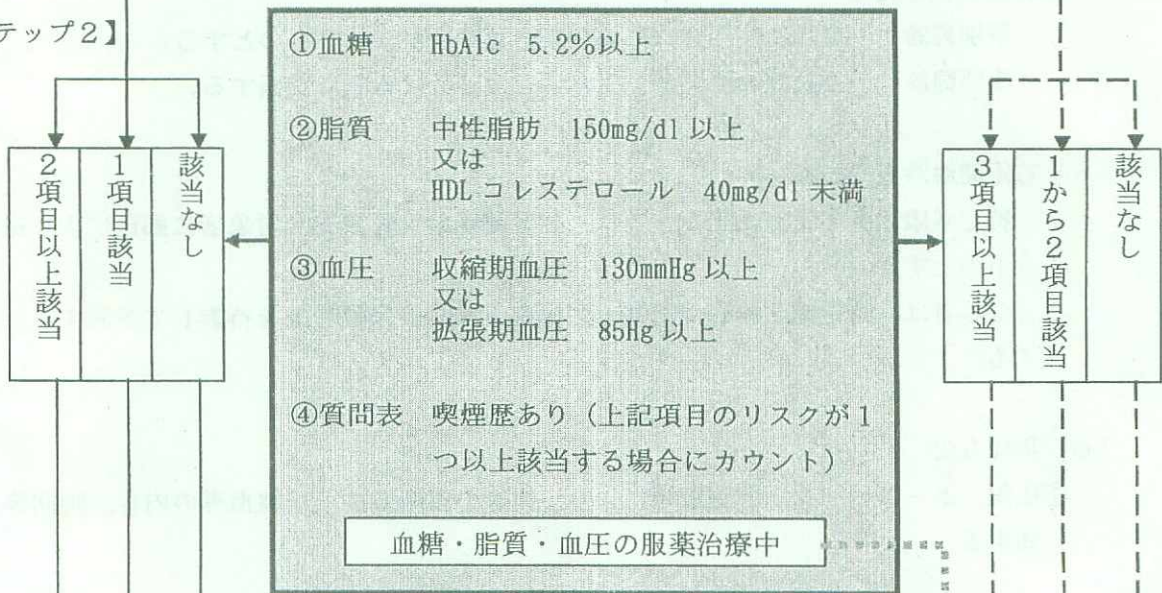 テップ2】
①血糖 HbA1c 5.2%以上
②脂質 中性脂肪 150mg/dl 以上
又は
HDL コレステロール 40mg/dl 未満
③血圧 収縮期血圧 130mmHg 以上
又は
拡張期血圧 85Hg 以上
④質問表 喫煙歴あり(上記項目のリスクが1
つ以上該当する場合にカウント)
血糖・脂質・血圧の服薬治療中
2項目以上該当
1項目該当
該当なし
3項目以上該当
1から2項目該当
該当なし